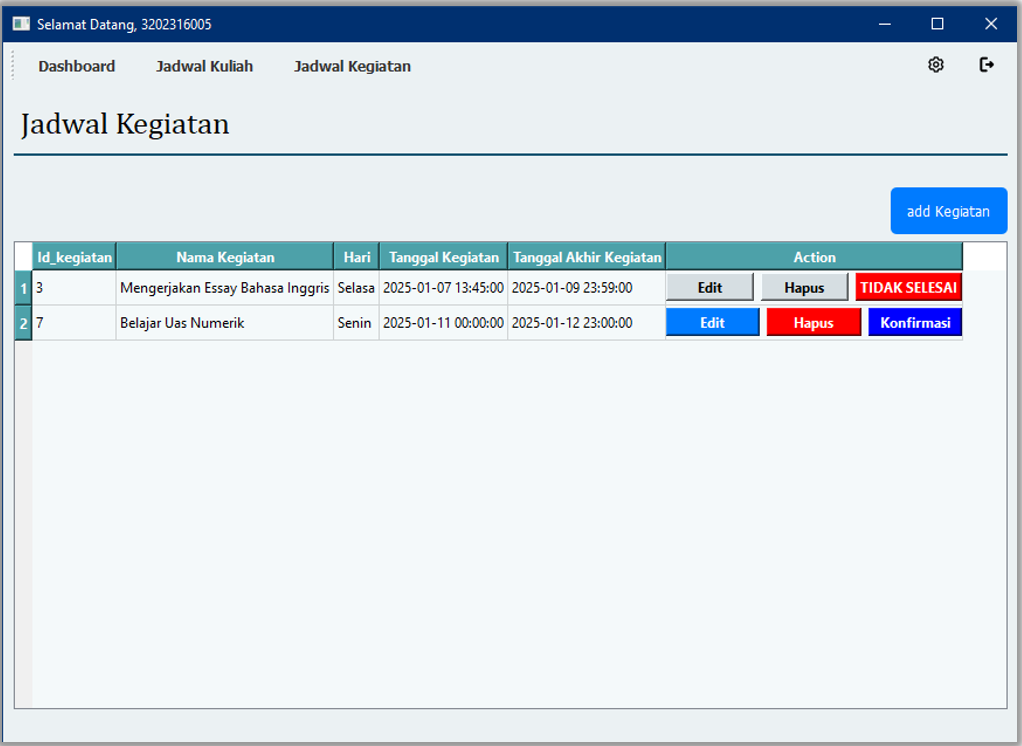 Selamat Datang, 3202316005
Dashboard Jadwal Kuliah Jadwal Kegiatan
Jadwal Kegiatan
add Kegiatan
Id_kegiatan Nama Kegiatan Hari Tanggal Kegiatan Tanggal Akhir Kegiatan Action
1 3 Mengerjakan Essay Bahasa Inggris Selasa 2025-01-07 13:45:00 2025-01-09 23:59:00 Edit Hapus TIDAK SELESAI
2 7 Belajar Uas Numerik Senin 2025-01-11 00:00:00 2025-01-12 23:00:00 Edit Hapus Konfirmasi